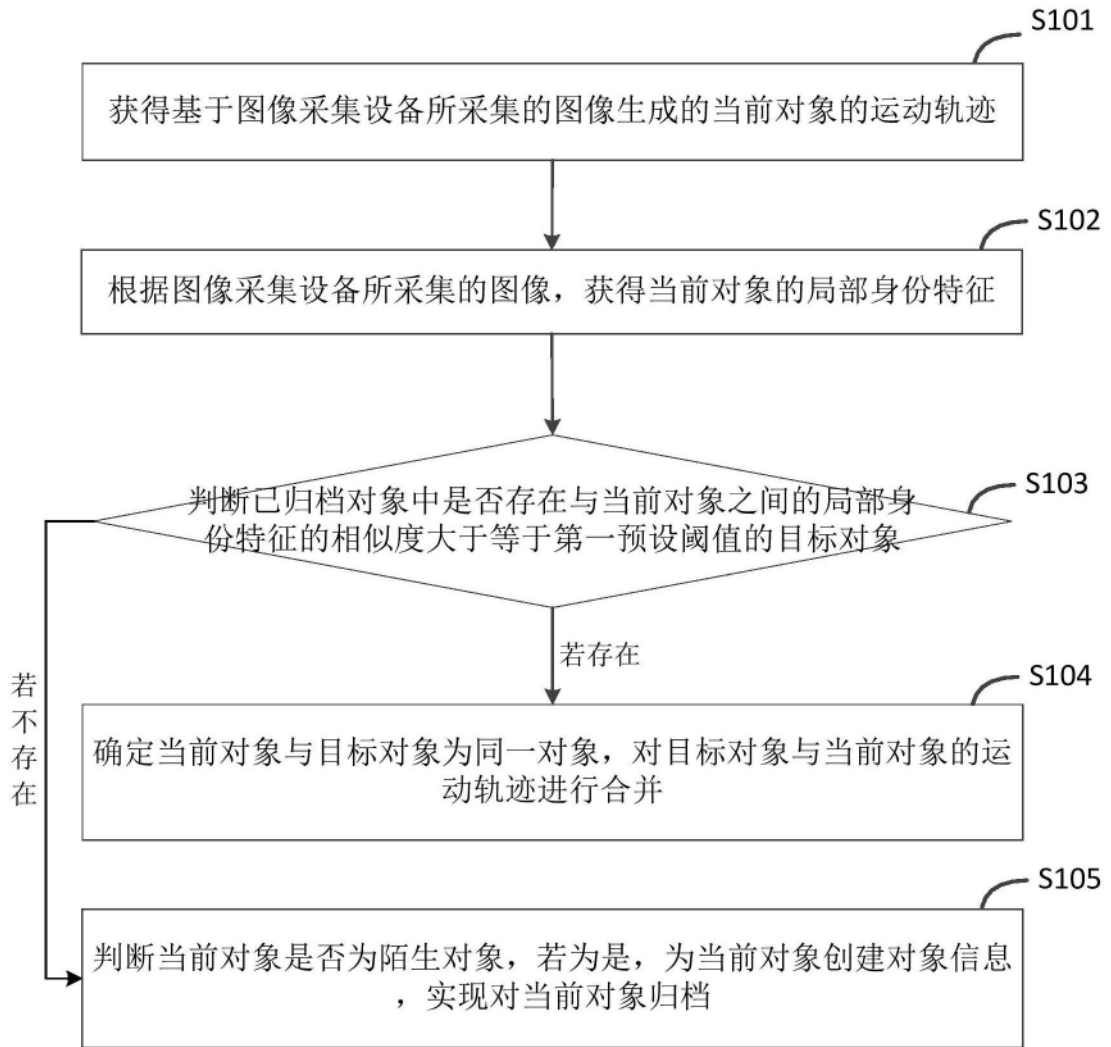 S101
获得基于图像采集设备所采集的图像生成的当前对象的运动轨迹
S102
根据图像采集设备所采集的图像，获得当前对象的局部身份特征
S103
判断已归档对象中是否存在与当前对象之间的局部身
份特征的相似度大于等于第一预设阈值的目标对象
若存在
若
不
存
在
S104
确定当前对象与目标对象为同一对象，对目标对象与当前对象的运
动轨迹进行合并
S105
判断当前对象是否为陌生对象，若为是，为当前对象创建对象信息
，实现对当前对象归档